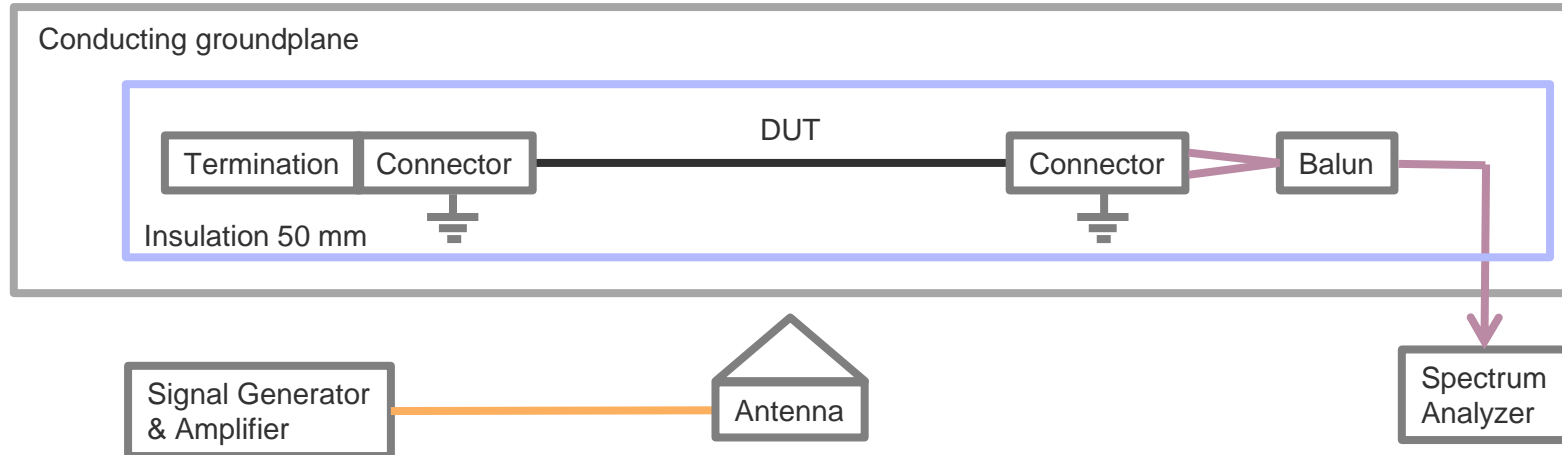 Conducting groundplane
DUT
Termination
Connector
Connector
Balun
Insulation 50 mm
Signal Generator
& Amplifier
Antenna
Spectrum
Analyzer